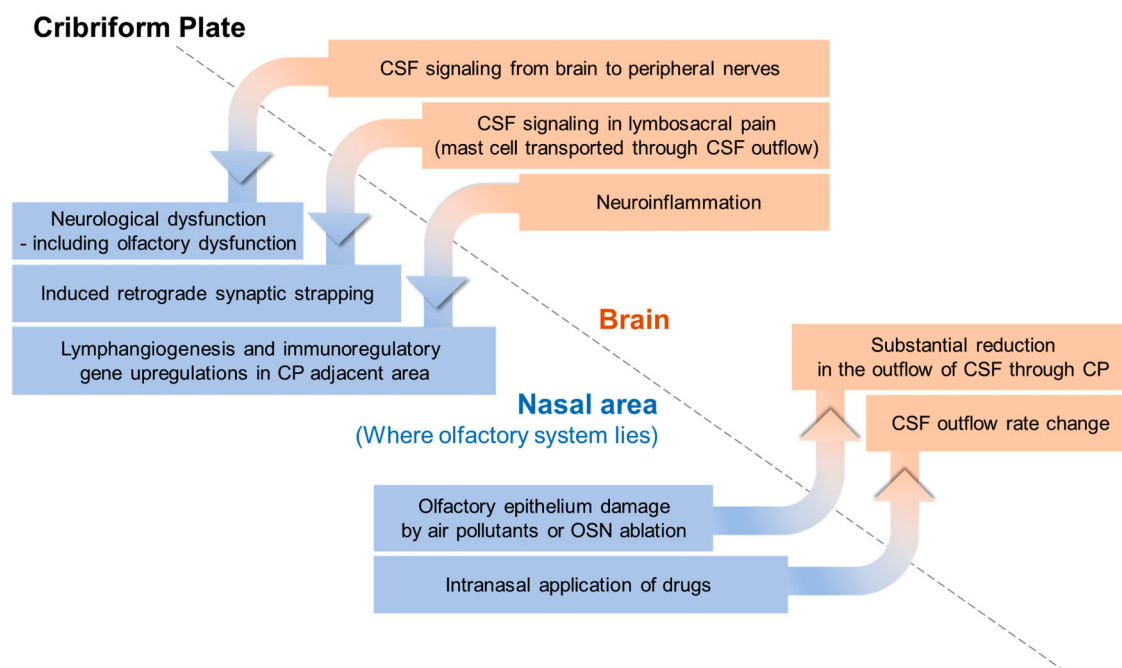 Cribriform Plate
CSF signaling from brain to peripheral nerves
CSF signaling in lymbosacral pain
(mast cell transported through CSF outflow)
Neuroinflammation
Neurological dysfunction
- including olfactory dysfunction
Induced retrograde synaptic strapping
Lymphangiogenesis and immunoregulatory
gene upregulations in CP adjacent area
Brain
Nasal area
(Where olfactory system lies)
Substantial reduction
in the outflow of CSF through CP
CSF outflow rate change
Olfactory epithelium damage
by air pollutants or OSN ablation
Intranasal application of drugs